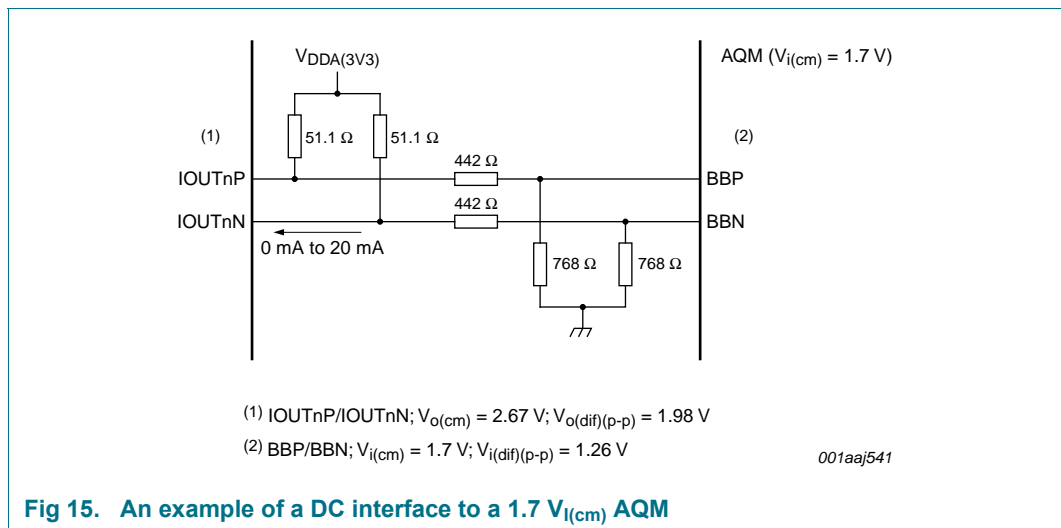 VDDA(3V3)
AQM (Vi(cm) = 1.7 V)
(1)
51.1 Ω
51.1 Ω
(2)
442 Ω
IOUTnP
BBP
442 Ω
IOUTnN
BBN
0 mA to 20 mA
768 Ω
768 Ω
(1) IOUTnP/IOUTnN; Vo(cm) = 2.67 V; Vo(dif)(p-p) = 1.98 V
(2) BBP/BBN; Vi(cm) = 1.7 V; Vi(dif)(p-p) = 1.26 V
001aaj541
Fig 15. An example of a DC interface to a 1.7 VI(cm) AQM